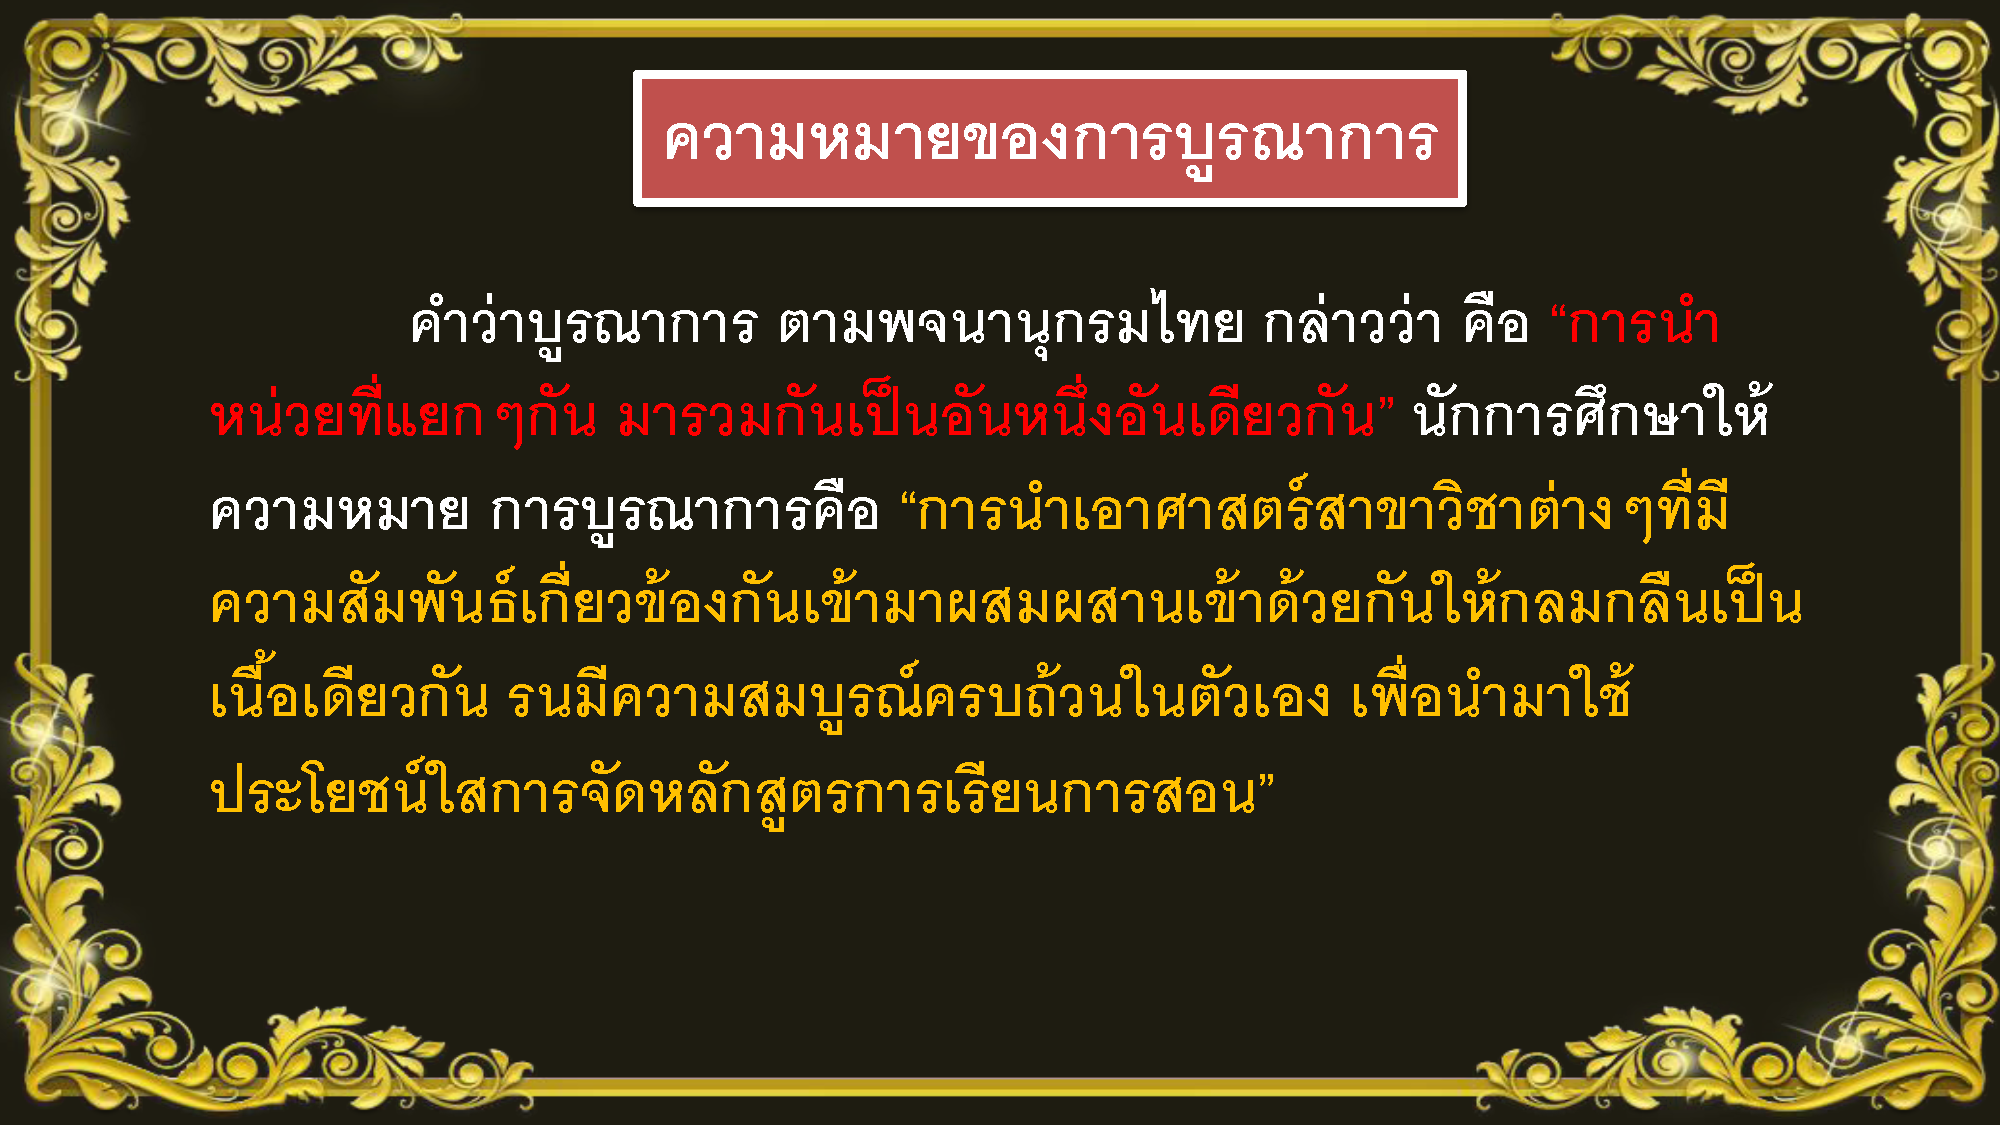 ความหมายของการบูรณาการ
คำว่าบูรณาการ ตามพจนานุกรมไทย กล่าวว่า คือ “การนำ
หน่วยที่แยก ๆกัน มารวมกันเป็นอันหนึ่งอันเดียวกัน” นักการศึกษาให้
ความหมาย การบูรณาการคือ “การนำเอาศาสตร์สาขาวิชาต่าง ๆที่มี
ความสัมพันธ์เกี่ยวข้องกันเข้ามาผสมผสานเข้าด้วยกันให้กลมกลืนเป็น
เนื้อเดียวกัน รนมีความสมบูรณ์ครบถ้วนในตัวเอง เพื่อนำมาใช้
ประโยชน์ใสการจัดหลักสูตรการเรียนการสอน”